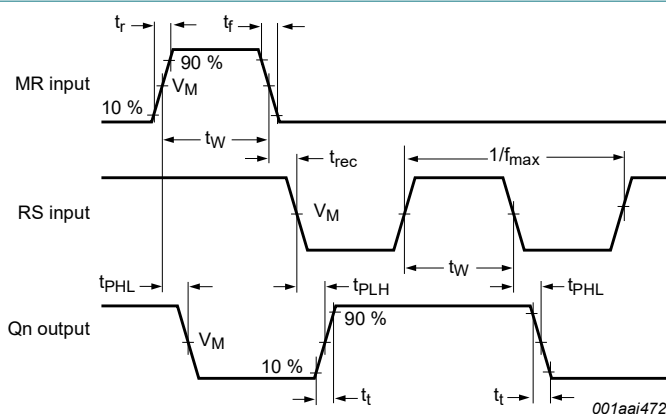 tr tf
90 %
MR input
VM
10 %
tW
trec
1/fmax
RS input
VM
tW
tPHL tPLH tPHL
90 %
Qn output
VM
10 %
tt tt
001aai472